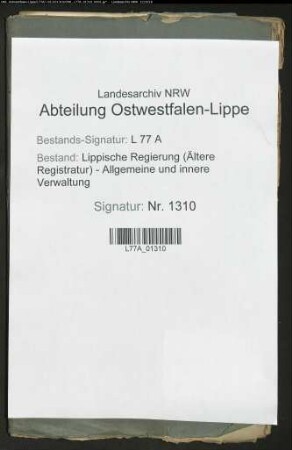 Landesarchiv NRW
Abteilung Ostwestfalen-Lippe
Bestands-Signatur: L 77 A
Bestand: Lippische Regierung (Ältere
Registratur) - Allgemeine und innere
Verwaltung
Signatur: Nr. 1310
L77A_01310